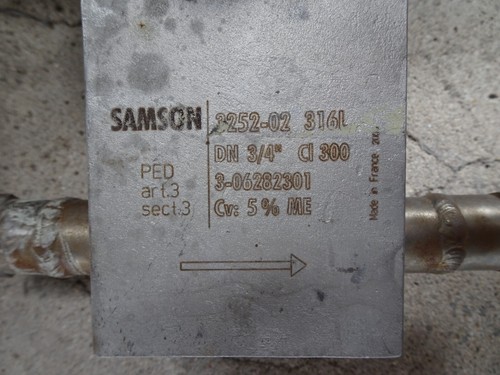 SAMSON
3252-02 316L
DN 3/4" Cl 300
3-06282301
Cv: 5 % ME
PED
art.3
sect.3
Made in France